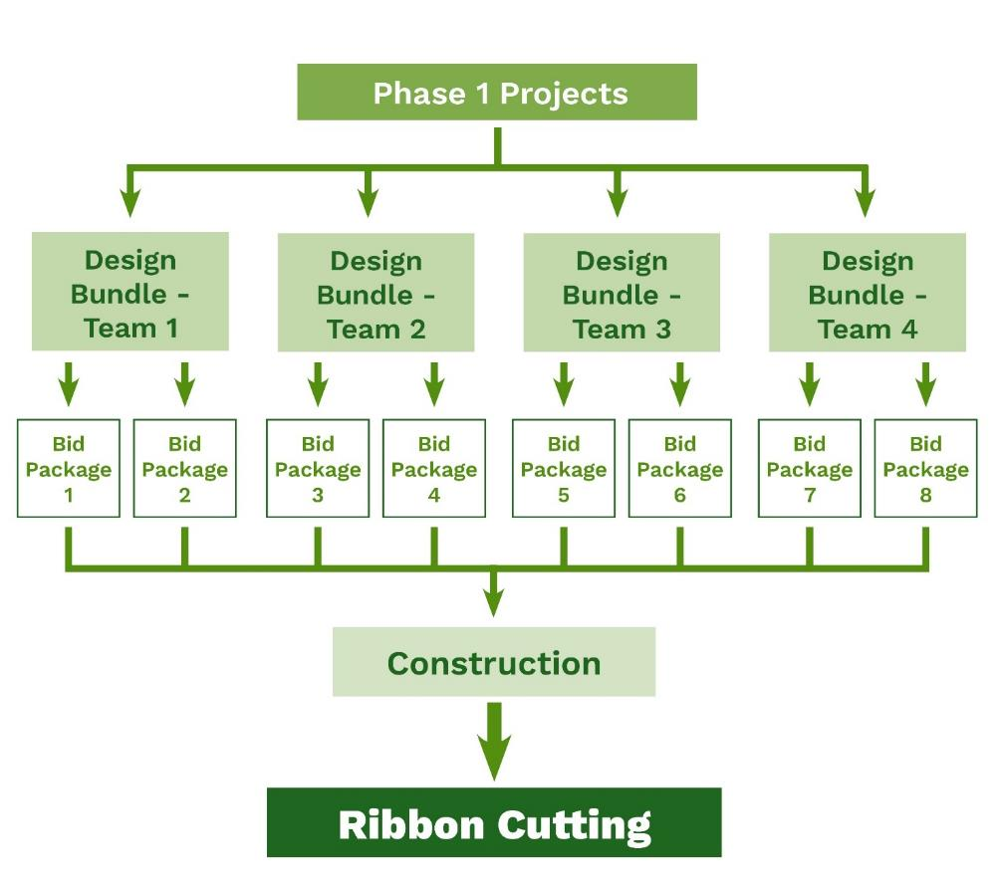 Phase 1 Projects
Design
Bundle -
Team 1
Design
Bundle -
Team 2
Design
Bundle -
Team 3
Design
Bundle -
Team 4
Bid
Package
1
Bid
Package
2
Bid
Package
3
Bid
Package
4
Bid
Package
5
Bid
Package
6
Bid
Package
7
Bid
Package
8
Construction
Ribbon Cutting